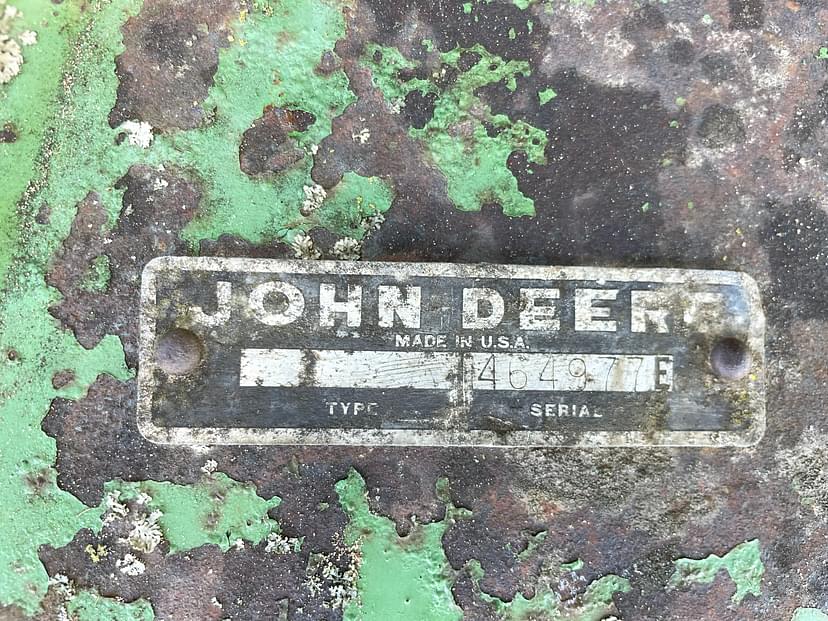 JOHN DEERE
MADE IN U.S.A.
464977E
TYPE SERIAL